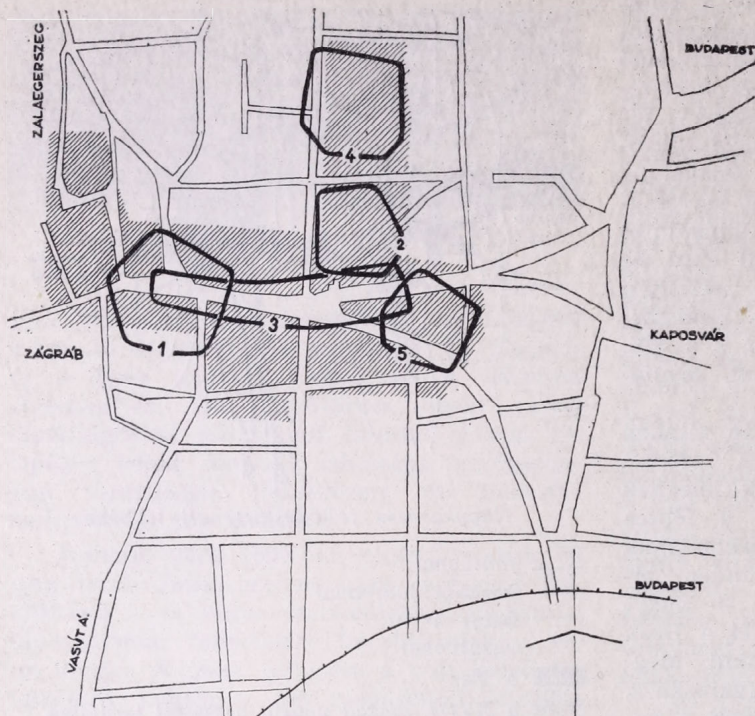 ZALAEGERSZEG
BUDAPEST
4
2
3
1
5
ZÁGRÁB
KAPOSVÁR
BUDAPEST
VASÚT Á.